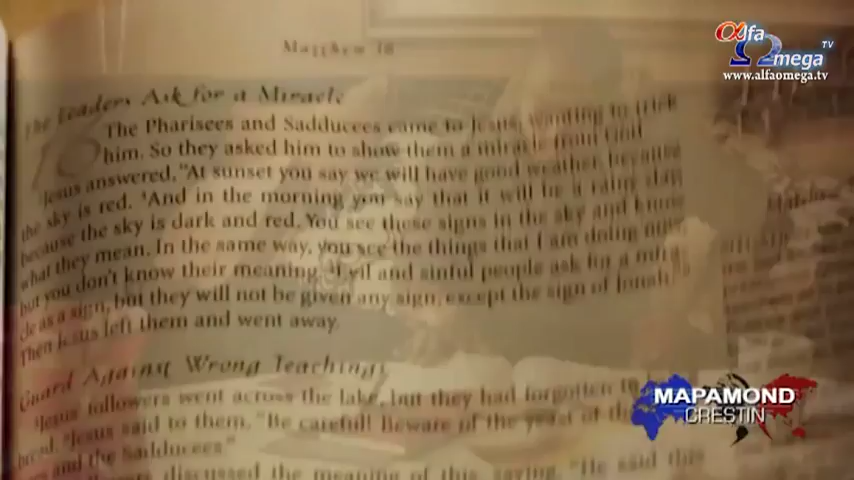 alfa
Omega TV
www.alfaomega.tv
Matthew 16
The Leaders Ask for a Miracle
16 The Pharisees and Sadducees came to Jesus, wanting to trick
him. So they asked him to show them a miracle from God.
Jesus answered, "At sunset you say we will have good weather, because
the sky is red. And in the morning you say that it will be a rainy day,
because the sky is dark and red. You see these signs in the sky and know
what they mean. In the same way, you see the things that I am doing now,
but you don't know their meaning. Evil and sinful people ask for a mira-
cle as a sign, but they will not be given any sign, except the sign of Jonah."
Then Jesus left them and went away.
Guard Against Wrong Teachings
Jesus' followers went across the lake, but they had forgotten to
bread. Jesus said to them, "Be careful! Beware of the yeast of the
and the Sadducees."
discussed the meaning of this, saying, "He said this
MAPAMOND
CREȘTIN